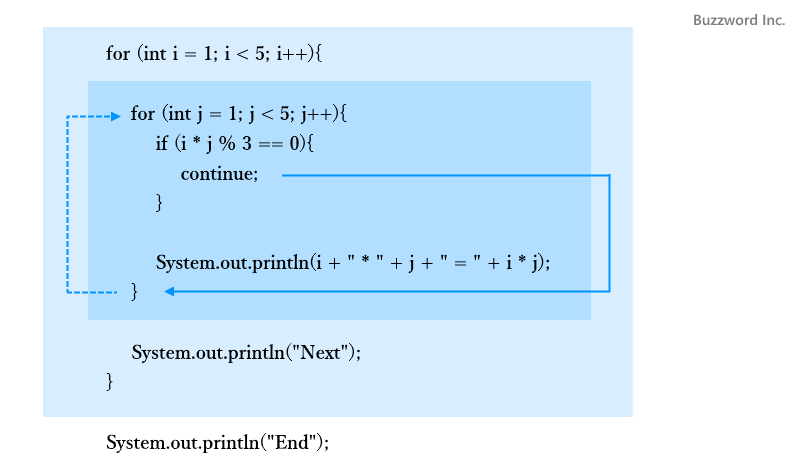 Buzzword Inc.
for (int i = 1; i < 5; i++){
for (int j = 1; j < 5; j++){
if (i * j % 3 == 0){
continue;
}
System.out.println(i + " * " + j + " = " + i * j);
}
System.out.println("Next");
}
System.out.println("End");